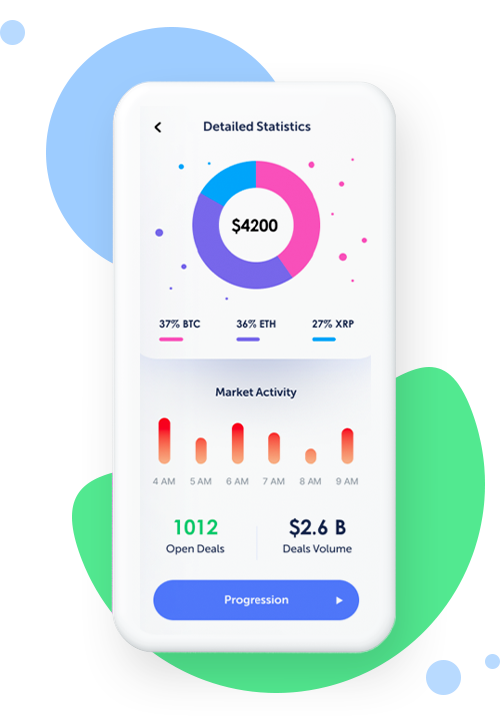 Detailed Statistics
$4200
37% BTC 36% ETH 27% XRP
Market Activity
4 AM 5 AM 6 AM 7 AM 8 AM 9 AM
1012 $2.6 B
Open Deals Deals Volume
Progression